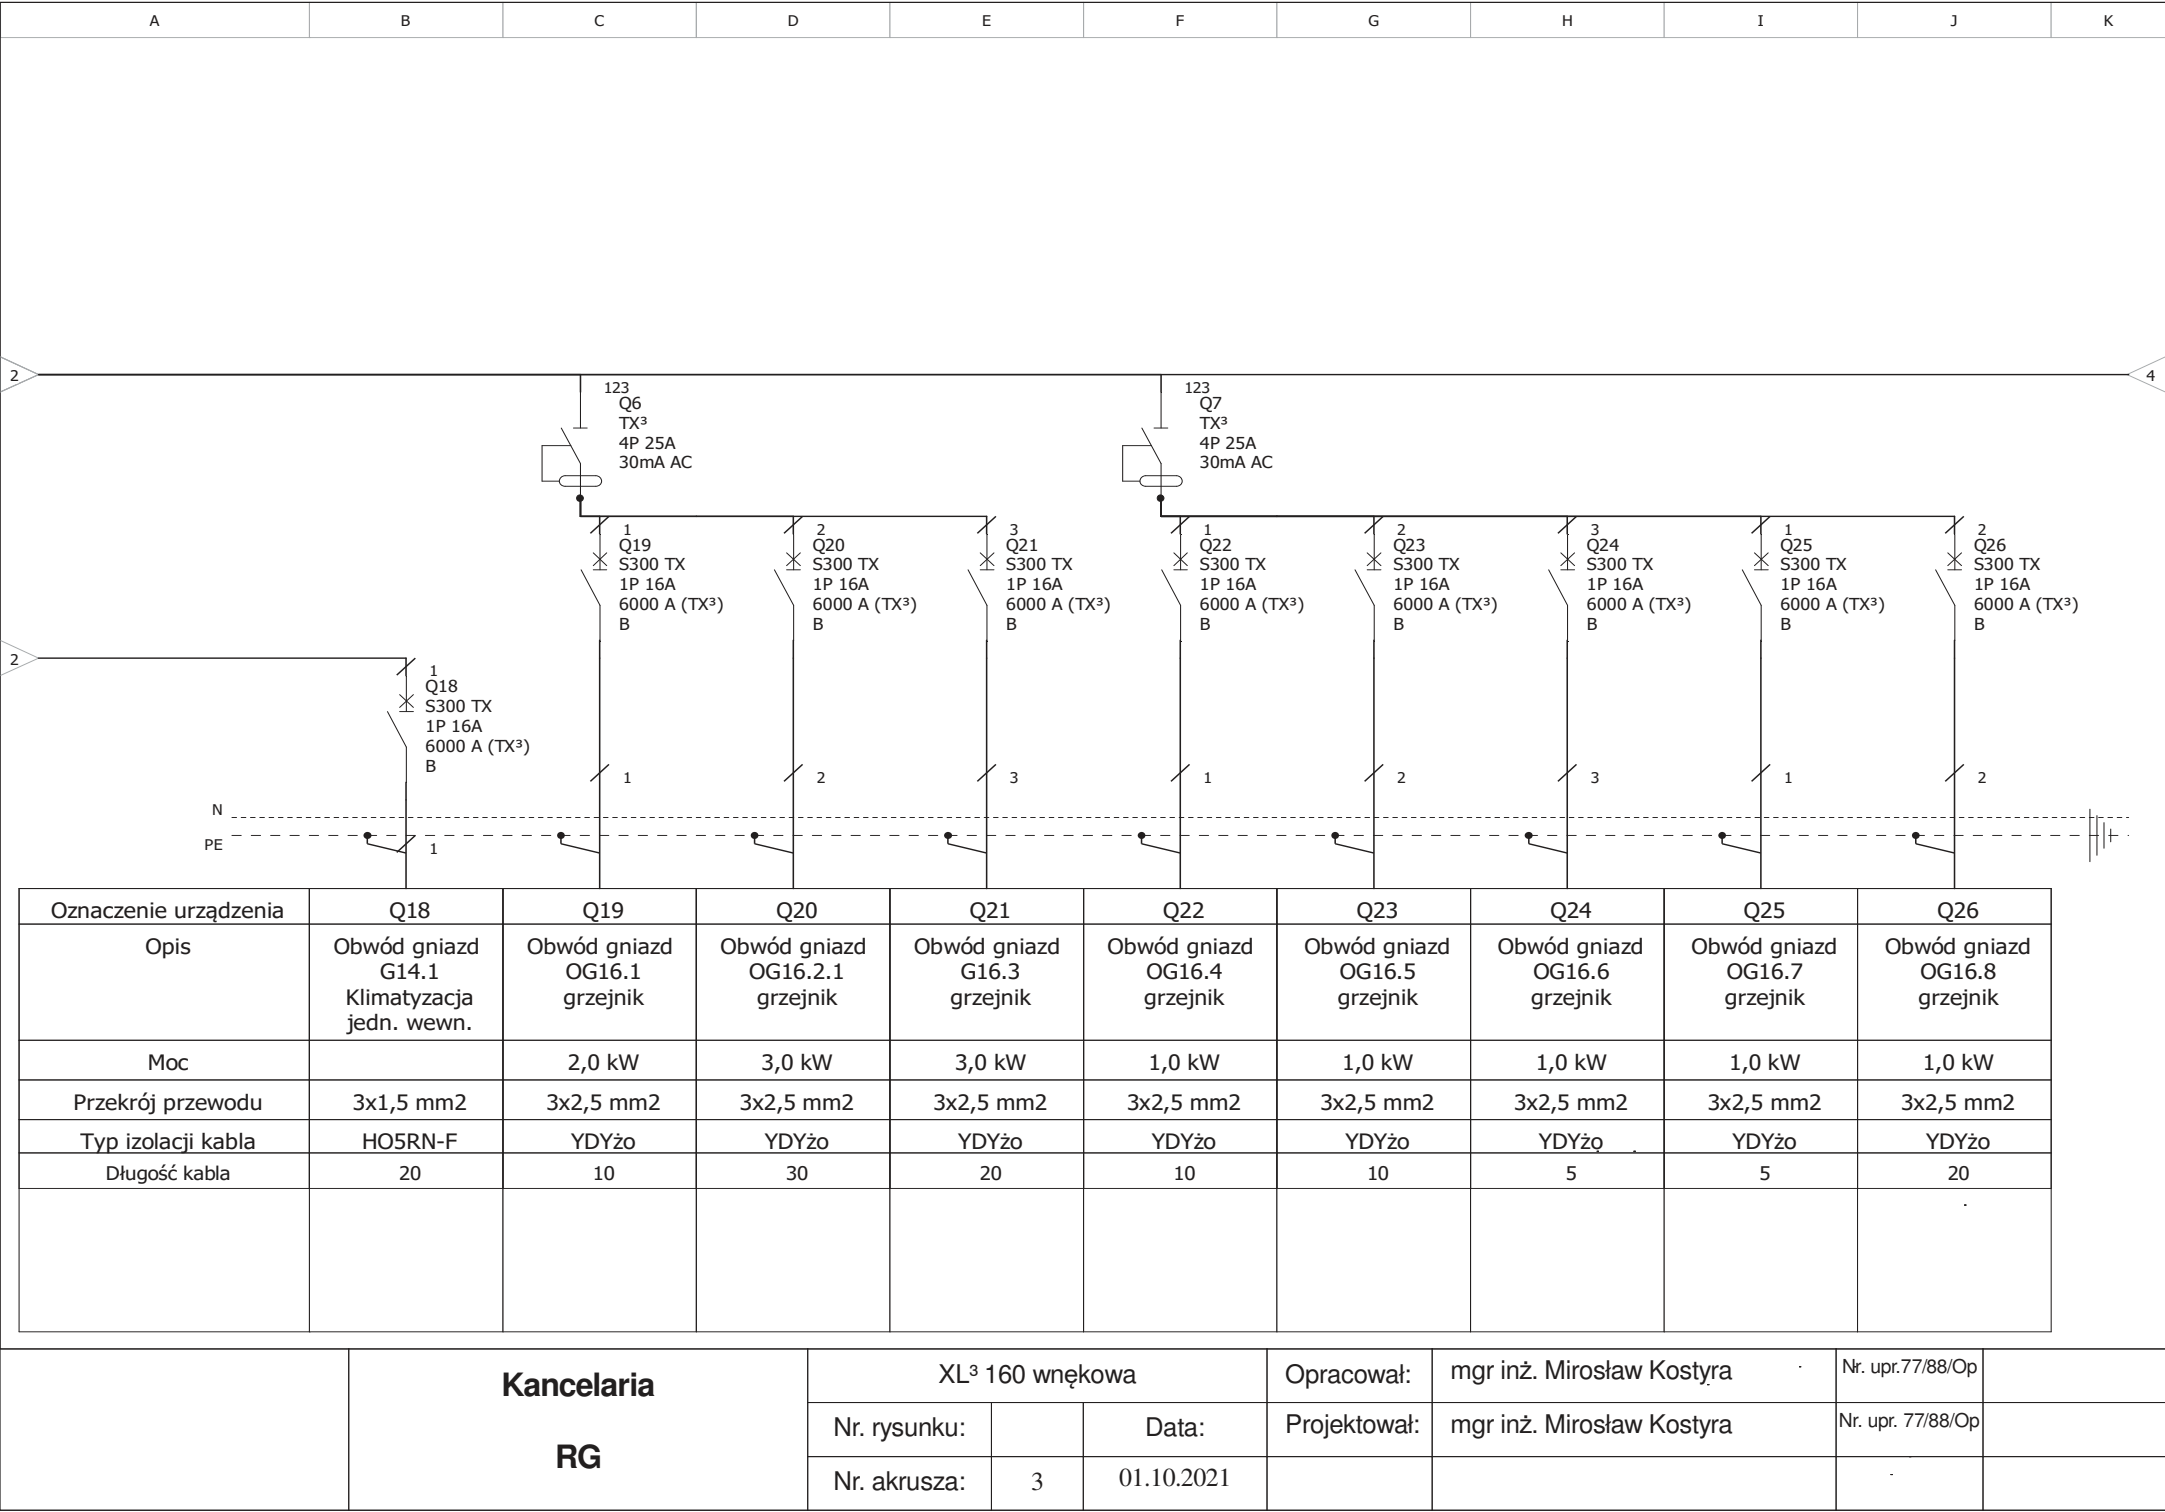 A B C D E F G H I J K
2 4
123 123
Q6 Q7
TX³ TX³
4P 25A 4P 25A
30mA AC 30mA AC
1 2 3 1 2 3 1 2
Q19 Q20 Q21 Q22 Q23 Q24 Q25 Q26
S300 TX S300 TX S300 TX S300 TX S300 TX S300 TX S300 TX S300 TX
1P 16A 1P 16A 1P 16A 1P 16A 1P 16A 1P 16A 1P 16A 1P 16A
6000 A (TX³) 6000 A (TX³) 6000 A (TX³) 6000 A (TX³) 6000 A (TX³) 6000 A (TX³) 6000 A (TX³) 6000 A (TX³)
B B B B B B B B
2
1
Q18
S300 TX
1P 16A
6000 A (TX³)
B
1 2 3 1 2 3 1 2
N
PE 1
Oznaczenie urządzenia Q18 Q19 Q20 Q21 Q22 Q23 Q24 Q25 Q26
Opis Obwód gniazd Obwód gniazd Obwód gniazd Obwód gniazd Obwód gniazd Obwód gniazd Obwód gniazd Obwód gniazd Obwód gniazd
G14.1 OG16.1 OG16.2.1 G16.3 OG16.4 OG16.5 OG16.6 OG16.7 OG16.8
Klimatyzacja grzejnik grzejnik grzejnik grzejnik grzejnik grzejnik grzejnik grzejnik
jedn. wewn.
Moc 2,0 kW 3,0 kW 3,0 kW 1,0 kW 1,0 kW 1,0 kW 1,0 kW 1,0 kW
Przekrój przewodu 3x1,5 mm2 3x2,5 mm2 3x2,5 mm2 3x2,5 mm2 3x2,5 mm2 3x2,5 mm2 3x2,5 mm2 3x2,5 mm2 3x2,5 mm2
Typ izolacji kabla HO5RN-F YDYżo YDYżo YDYżo YDYżo YDYżo YDYżo YDYżo YDYżo
Długość kabla 20 10 30 20 10 10 5 5 20
Kancelaria
RG
XL³ 160 wnękowa Opracował: mgr inż. Mirosław Kostyra Nr. upr.77/88/Op
Nr. rysunku: Data: Projektował: mgr inż. Mirosław Kostyra Nr. upr. 77/88/Op
Nr. akrusza: 3 01.10.2021